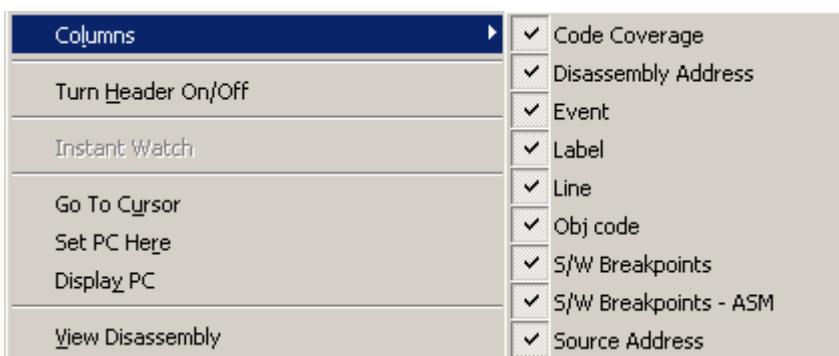 Columns
Turn Header On/Off
Instant Watch
Go To Cursor
Set PC Here
Display PC
View Disassembly
Code Coverage
Disassembly Address
Event
Label
Line
Obj code
S/W Breakpoints
S/W Breakpoints - ASM
Source Address